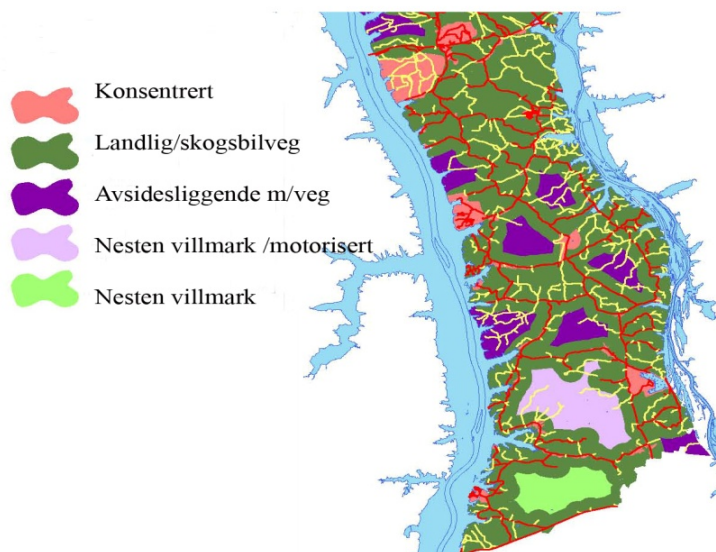 Konsentrert
Landlig/skogsbilveg
Avsidesliggende m/veg
Nesten villmark /motorisert
Nesten villmark